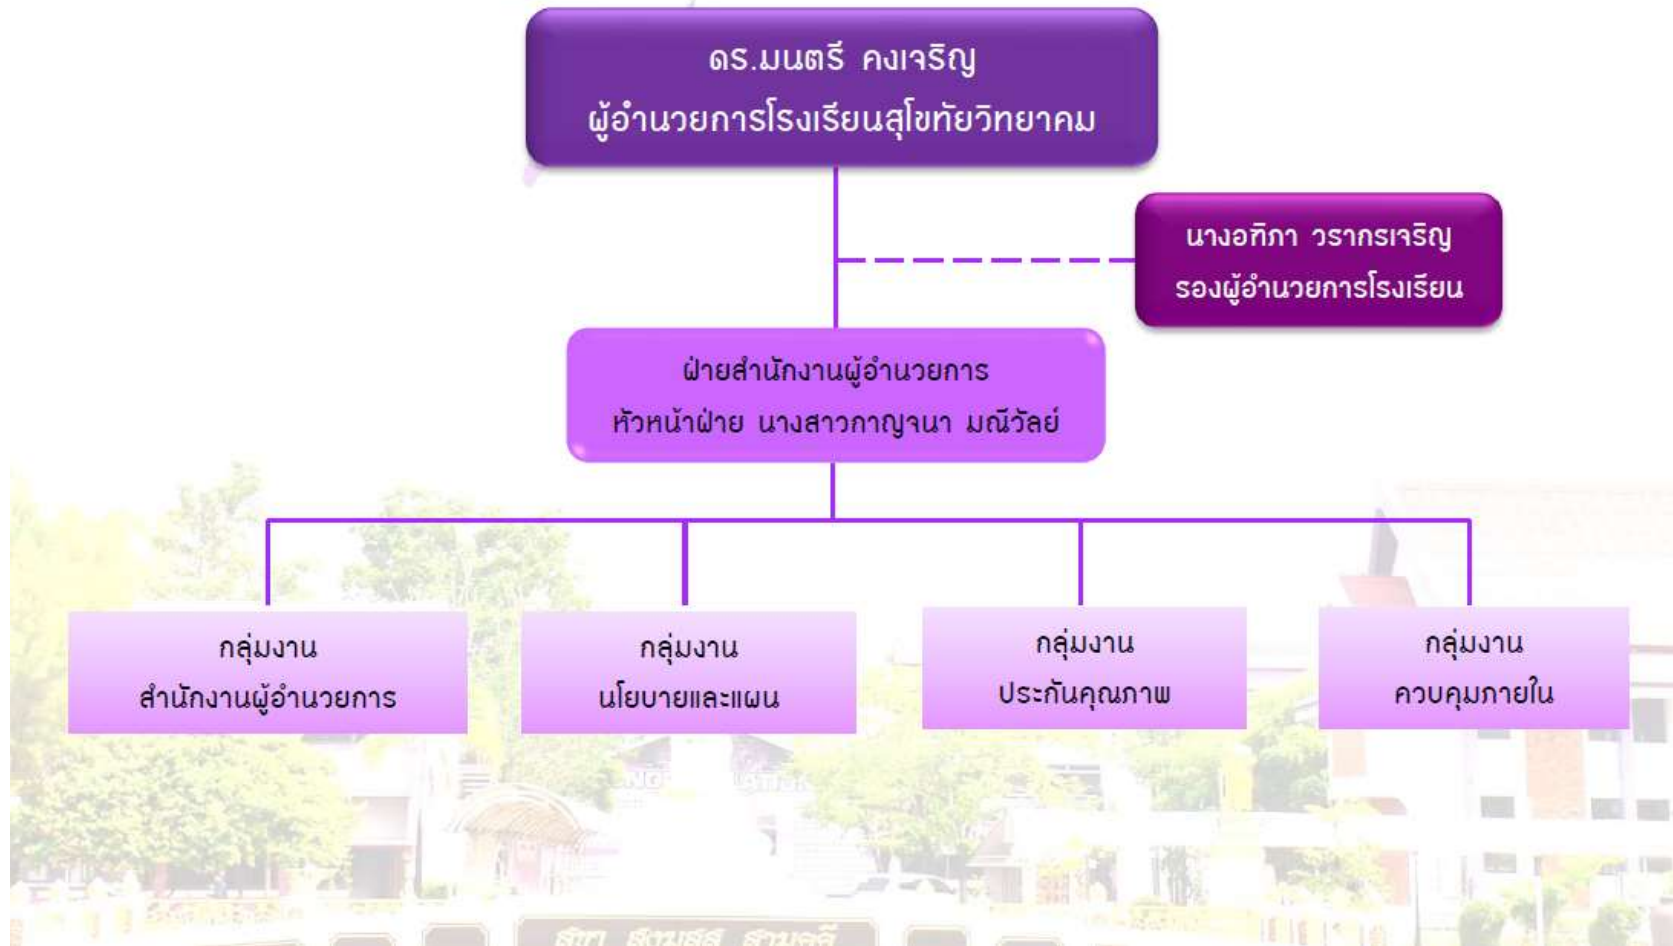 ดร.มนตรี คงเจริญ
ผู้อำนวยการโรงเรียนสุโขทัยวิทยาคม
นางอทิภา วรากรเจริญ
รองผู้อำนวยการโรงเรียน
ฝ่ายสำนักงานผู้อำนวยการ
หัวหน้าฝ่าย นางสาวกาญจนา มณีวัลย์
กลุ่มงาน
สำนักงานผู้อำนวยการ
กลุ่มงาน
นโยบายและแผน
กลุ่มงาน
ประกันคุณภาพ
กลุ่มงาน
ควบคุมภายใน